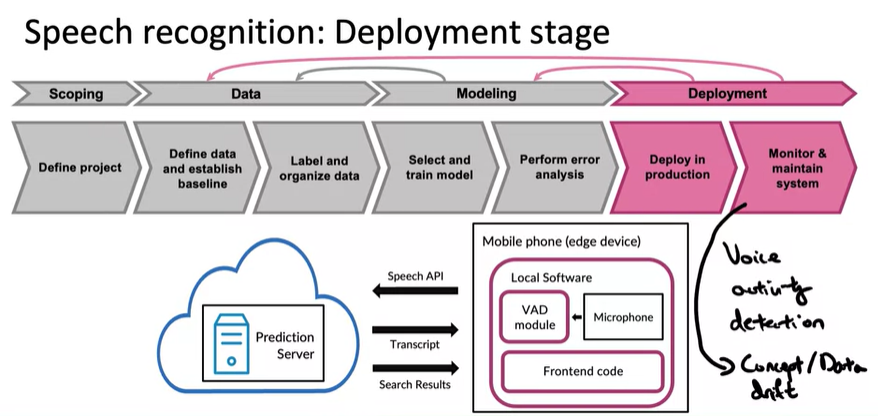 Speech recognition: Deployment stage
Scoping
Data
Modeling
Deployment
Define project
Define data
and establish
baseline
Label and
organize data
Select and
train model
Perform error
analysis
Deploy in
production
Monitor &
maintain
system
Prediction
Server
Speech API
Transcript
Search Results
Mobile phone (edge device)
Local Software
VAD
module
Microphone
Frontend code
Voice
activity
detection
Concept/Data
drift